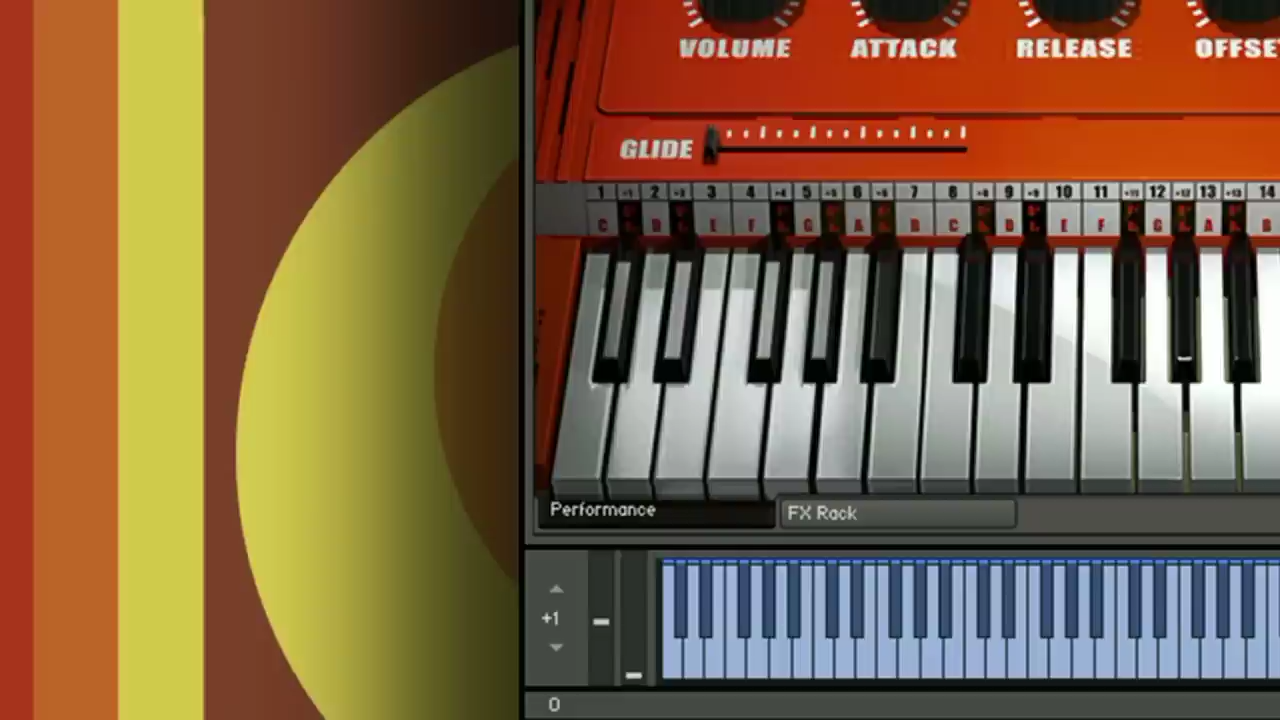 VOLUME ATTACK RELEASE OFFSE
GLIDE
1 2 3 4 5 6 7 8 9 10 11 12 13 14
C D E F G A B C D E F G A B
Performance FX Rack
+1
0